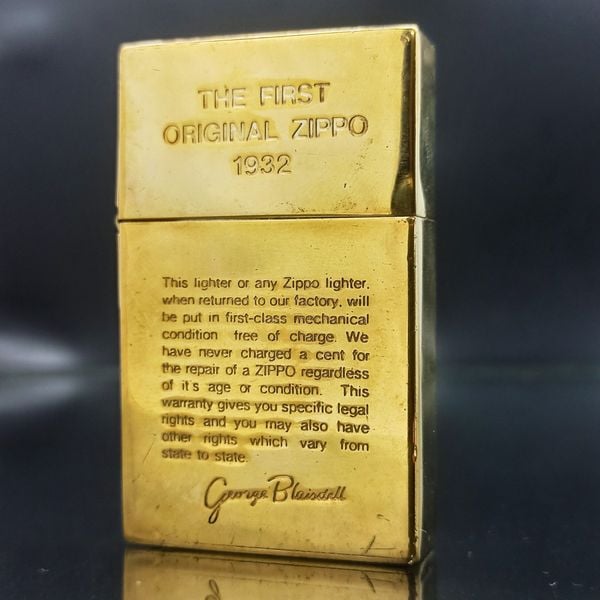 THE FIRST
ORIGINAL ZIPPO
1932
This lighter or any Zippo lighter,
when returned to our factory, will
be put in first-class mechanical
condition free of charge. We
have never charged a cent for
the repair of a ZIPPO regardless
of it's age or condition. This
warranty gives you specific legal
rights and you may also have
other rights which vary from
state to state.
George Blaisdell